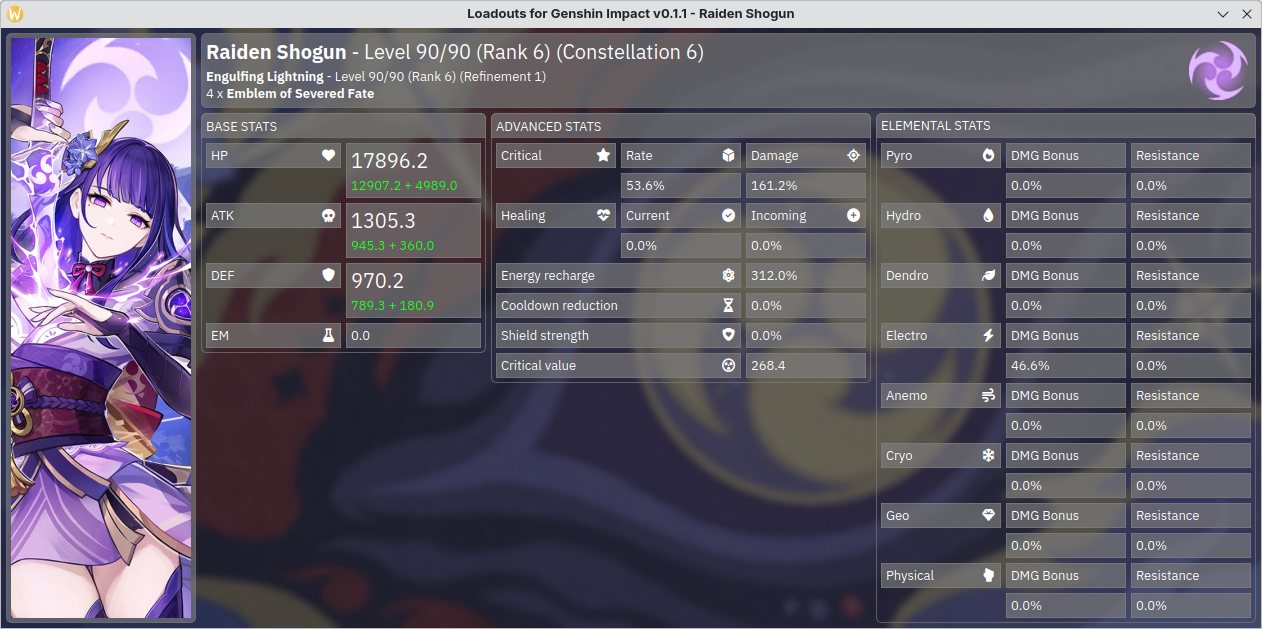 W
Loadouts for Genshin Impact v0.1.1 - Raiden Shogun
Raiden Shogun - Level 90/90 (Rank 6) (Constellation 6)
Engulfing Lightning - Level 90/90 (Rank 6) (Refinement 1)
4 x Emblem of Severed Fate
BASE STATS
HP
17896.2
12907.2 + 4989.0
ATK
1305.3
945.3 + 360.0
DEF
970.2
789.3 + 180.9
EM 0.0
ADVANCED STATS
Critical Rate Damage
53.6% 161.2%
Healing Current Incoming
0.0% 0.0%
Energy recharge 312.0%
Cooldown reduction 0.0%
Shield strength 0.0%
Critical value 268.4
ELEMENTAL STATS
Pyro DMG Bonus Resistance
0.0% 0.0%
Hydro DMG Bonus Resistance
0.0% 0.0%
Dendro DMG Bonus Resistance
0.0% 0.0%
Electro DMG Bonus Resistance
46.6% 0.0%
Anemo DMG Bonus Resistance
0.0% 0.0%
Cryo DMG Bonus Resistance
0.0% 0.0%
Geo DMG Bonus Resistance
0.0% 0.0%
Physical DMG Bonus Resistance
0.0% 0.0%